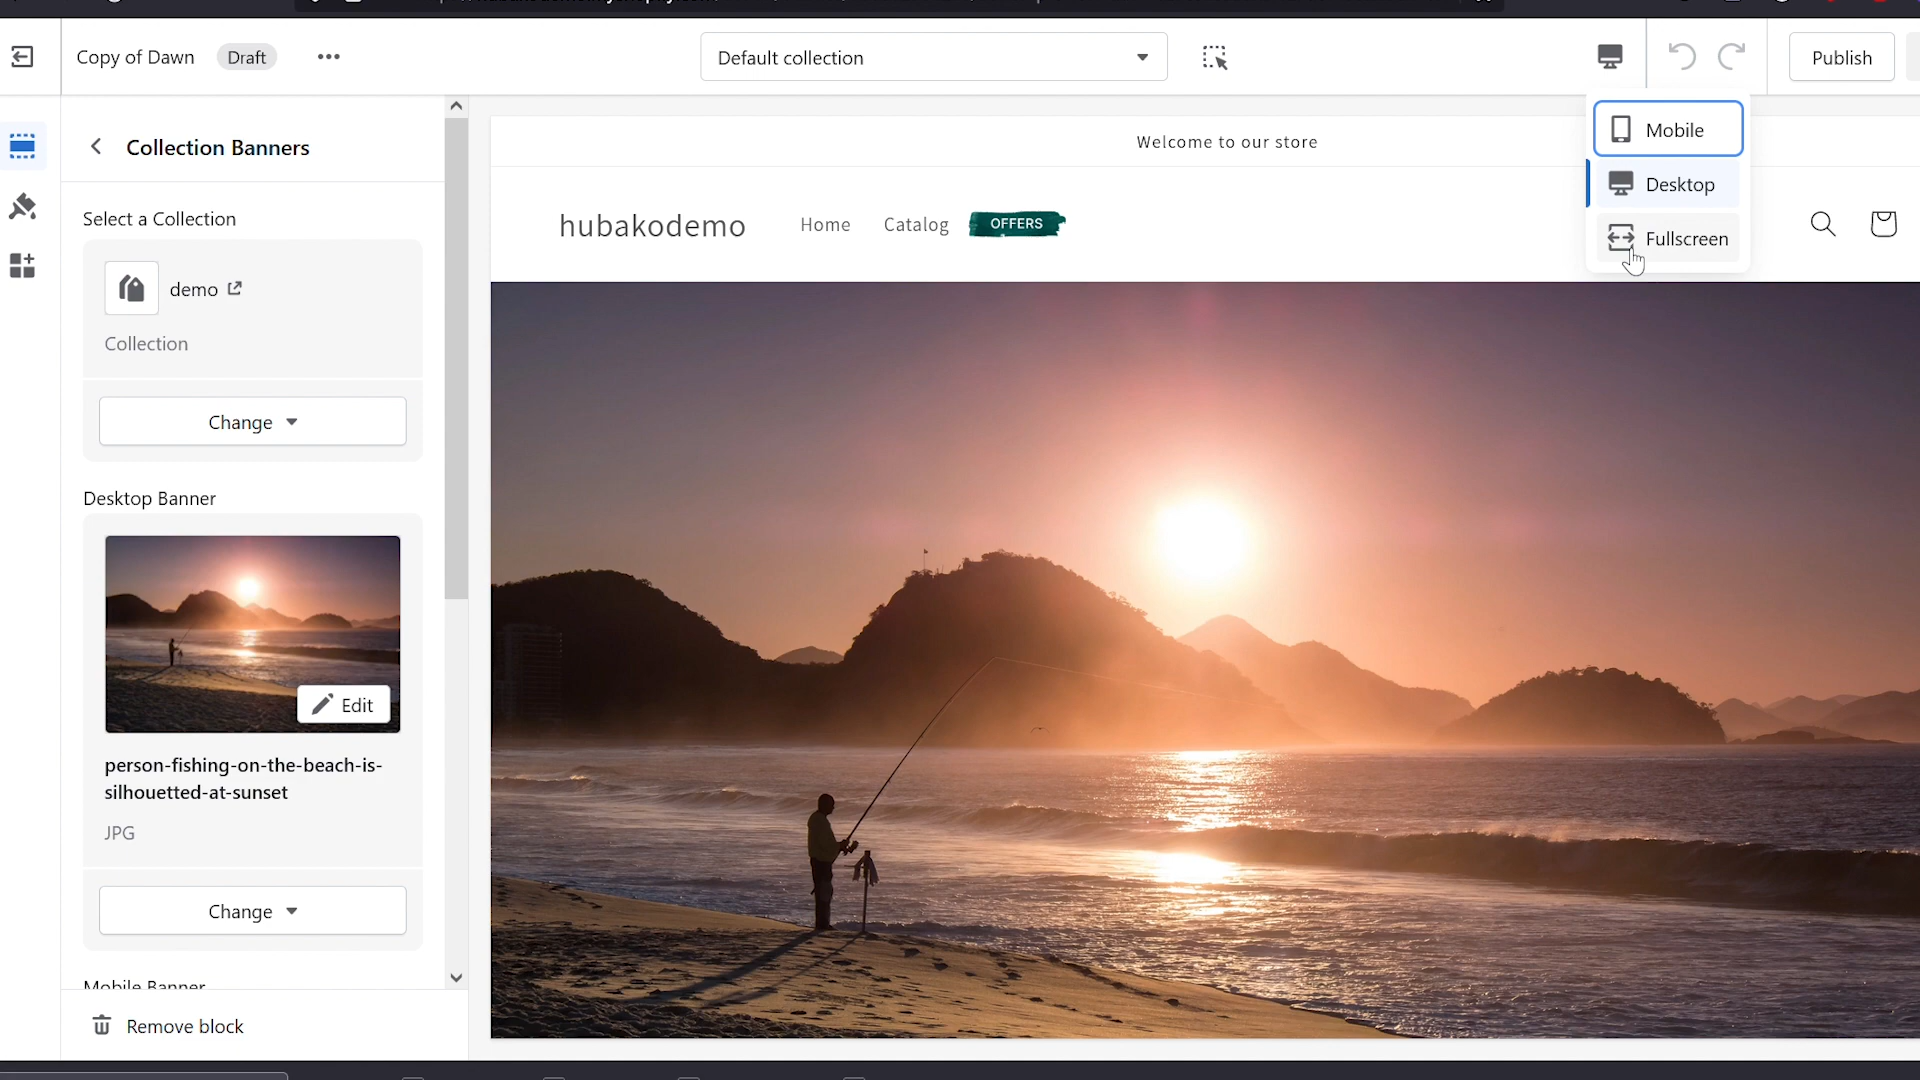 Copy of Dawn Draft
Default collection
Publish
Mobile
Desktop
Fullscreen
Collection Banners
Select a Collection
demo
Collection
Change
Desktop Banner
Edit
person-fishing-on-the-beach-is-
silhouetted-at-sunset
JPG
Change
Mobile Banner
Remove block
Welcome to our store
hubakodemo Home Catalog OFFERS